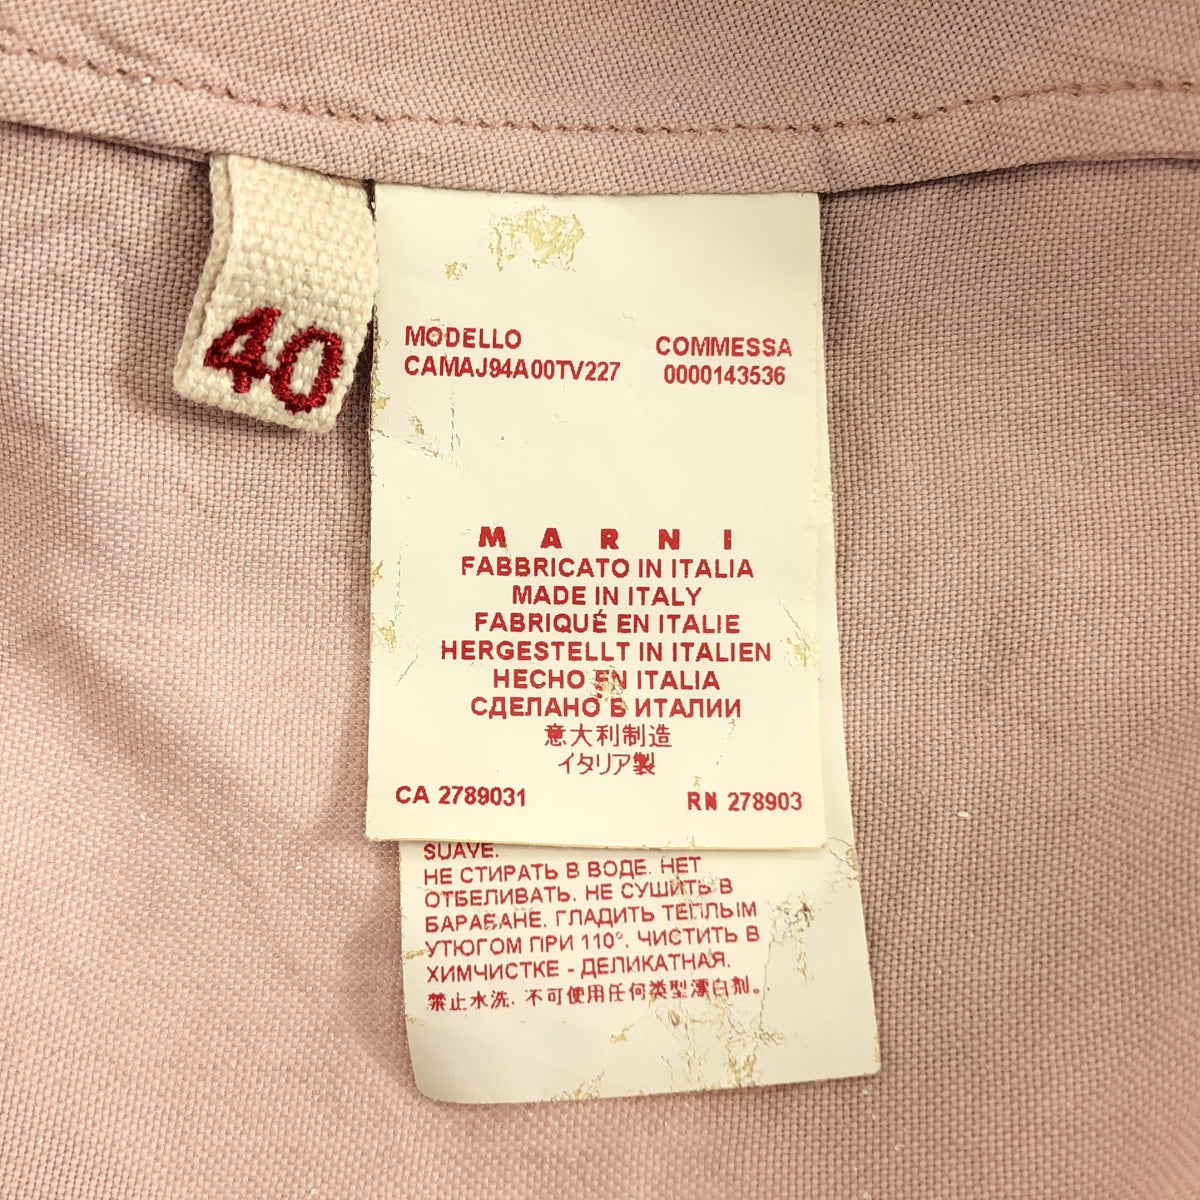 40
MODELLO
CAMAJ94A00TV227
COMMESSA
0000143536
MARNI
FABBRICATO IN ITALIA
MADE IN ITALY
FABRIQUÉ EN ITALIE
HERGESTELLT IN ITALIEN
HECHO EN ITALIA
СДЕЛАНО В ИТАЛИИ
意大利制造
イタリア製
CA 2789031
RN 278903
SUAVE.
НЕ СТИРАТЬ В ВОДЕ. НЕТ
ОТБЕЛИВАТЬ. НЕ СУШИТЬ В
БАРАБАНЕ. ГЛАДИТЬ ТЕПЛЫМ
УТЮГОМ ПРИ 110°. ЧИСТИТЬ В
ХИМЧИСТКЕ - ДЕЛИКАТНАЯ.
禁止水洗. 不可使用任何类型漂白剂。.